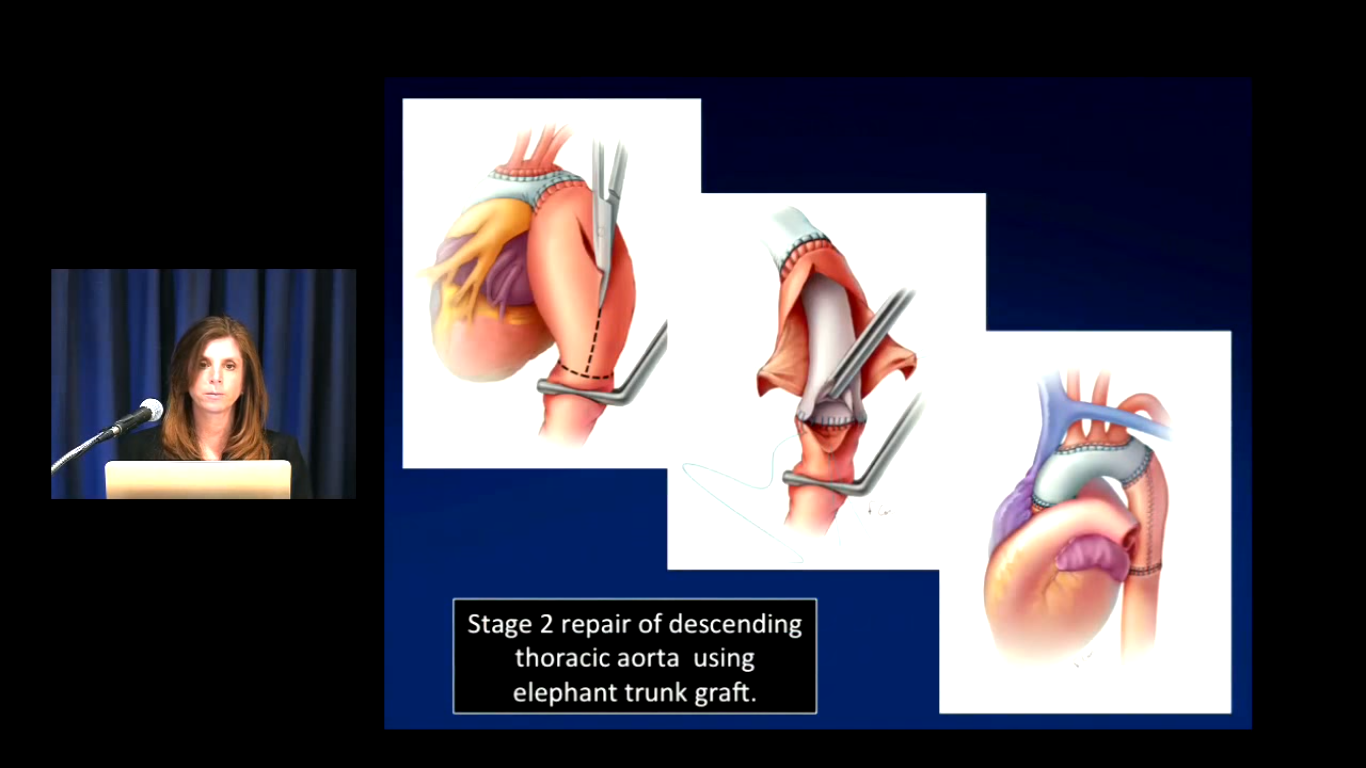 Stage 2 repair of descending
thoracic aorta using
elephant trunk graft.